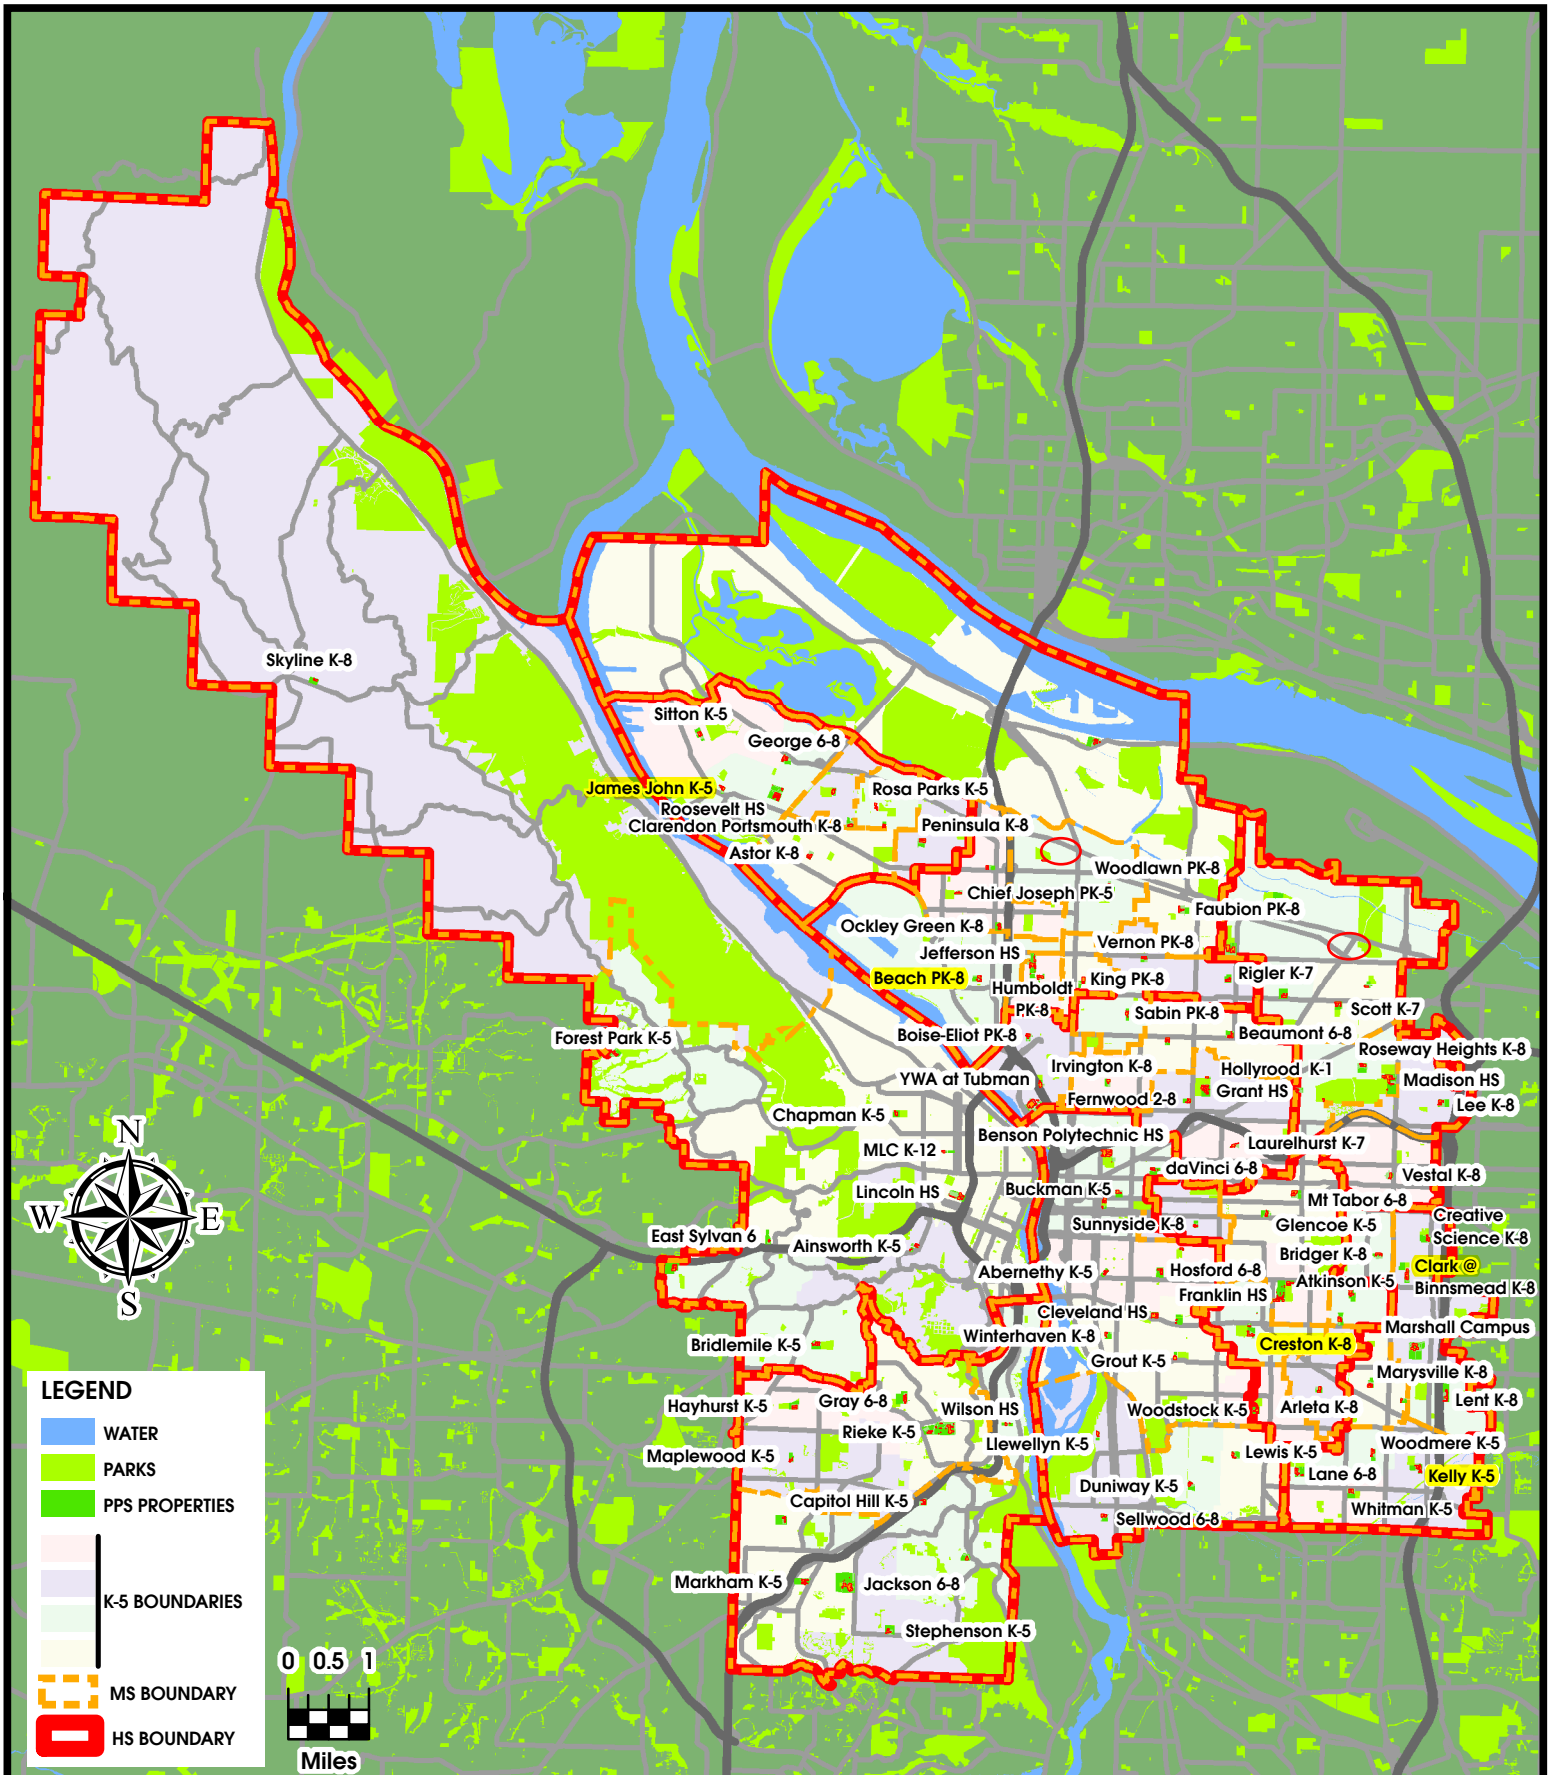 Skyline K-8
Sitton K-5
George 6-8
James John K-5
Rosa Parks K-5
Roosevelt HS
Clarendon Portsmouth K-8
Peninsula K-8
Astor K-8
Woodlawn PK-8
Chief Joseph PK-5
Faubion PK-8
Ockley Green K-8
Vernon PK-8
Jefferson HS
Beach PK-8
King PK-8
Rigler K-7
Humboldt
PK-8
Sabin PK-8
Scott K-7
Forest Park K-5
Boise-Eliot PK-8
Beaumont 6-8
Roseway Heights K-8
Irvington K-8
Hollyrood K-1
YWA at Tubman
Madison HS
Grant HS
Fernwood 2-8
Lee K-8
Chapman K-5
N
W
E
S
Benson Polytechnic HS
Laurelhurst K-7
MLC K-12
daVinci 6-8
Vestal K-8
Lincoln HS
Buckman K-5
Mt Tabor 6-8
Creative
Science K-8
Sunnyside K-8
Glencoe K-5
East Sylvan 6
Ainsworth K-5
Bridger K-8
Clark @
Binnsmead K-8
Abernethy K-5
Hosford 6-8
Atkinson K-5
Franklin HS
Cleveland HS
Marshall Campus
Winterhaven K-8
Creston K-8
Bridlemile K-5
Grout K-5
Marysville K-8
Hayhurst K-5
Gray 6-8
Wilson HS
Woodstock K-5
Arleta K-8
Lent K-8
Rieke K-5
Llewellyn K-5
Woodmere K-5
Maplewood K-5
Lewis K-5
Lane 6-8
Kelly K-5
Duniway K-5
Capitol Hill K-5
Whitman K-5
Sellwood 6-8
Markham K-5
Jackson 6-8
Stephenson K-5
LEGEND
WATER
PARKS
PPS PROPERTIES
K-5 BOUNDARIES
MS BOUNDARY
HS BOUNDARY
0 0.5 1
Miles